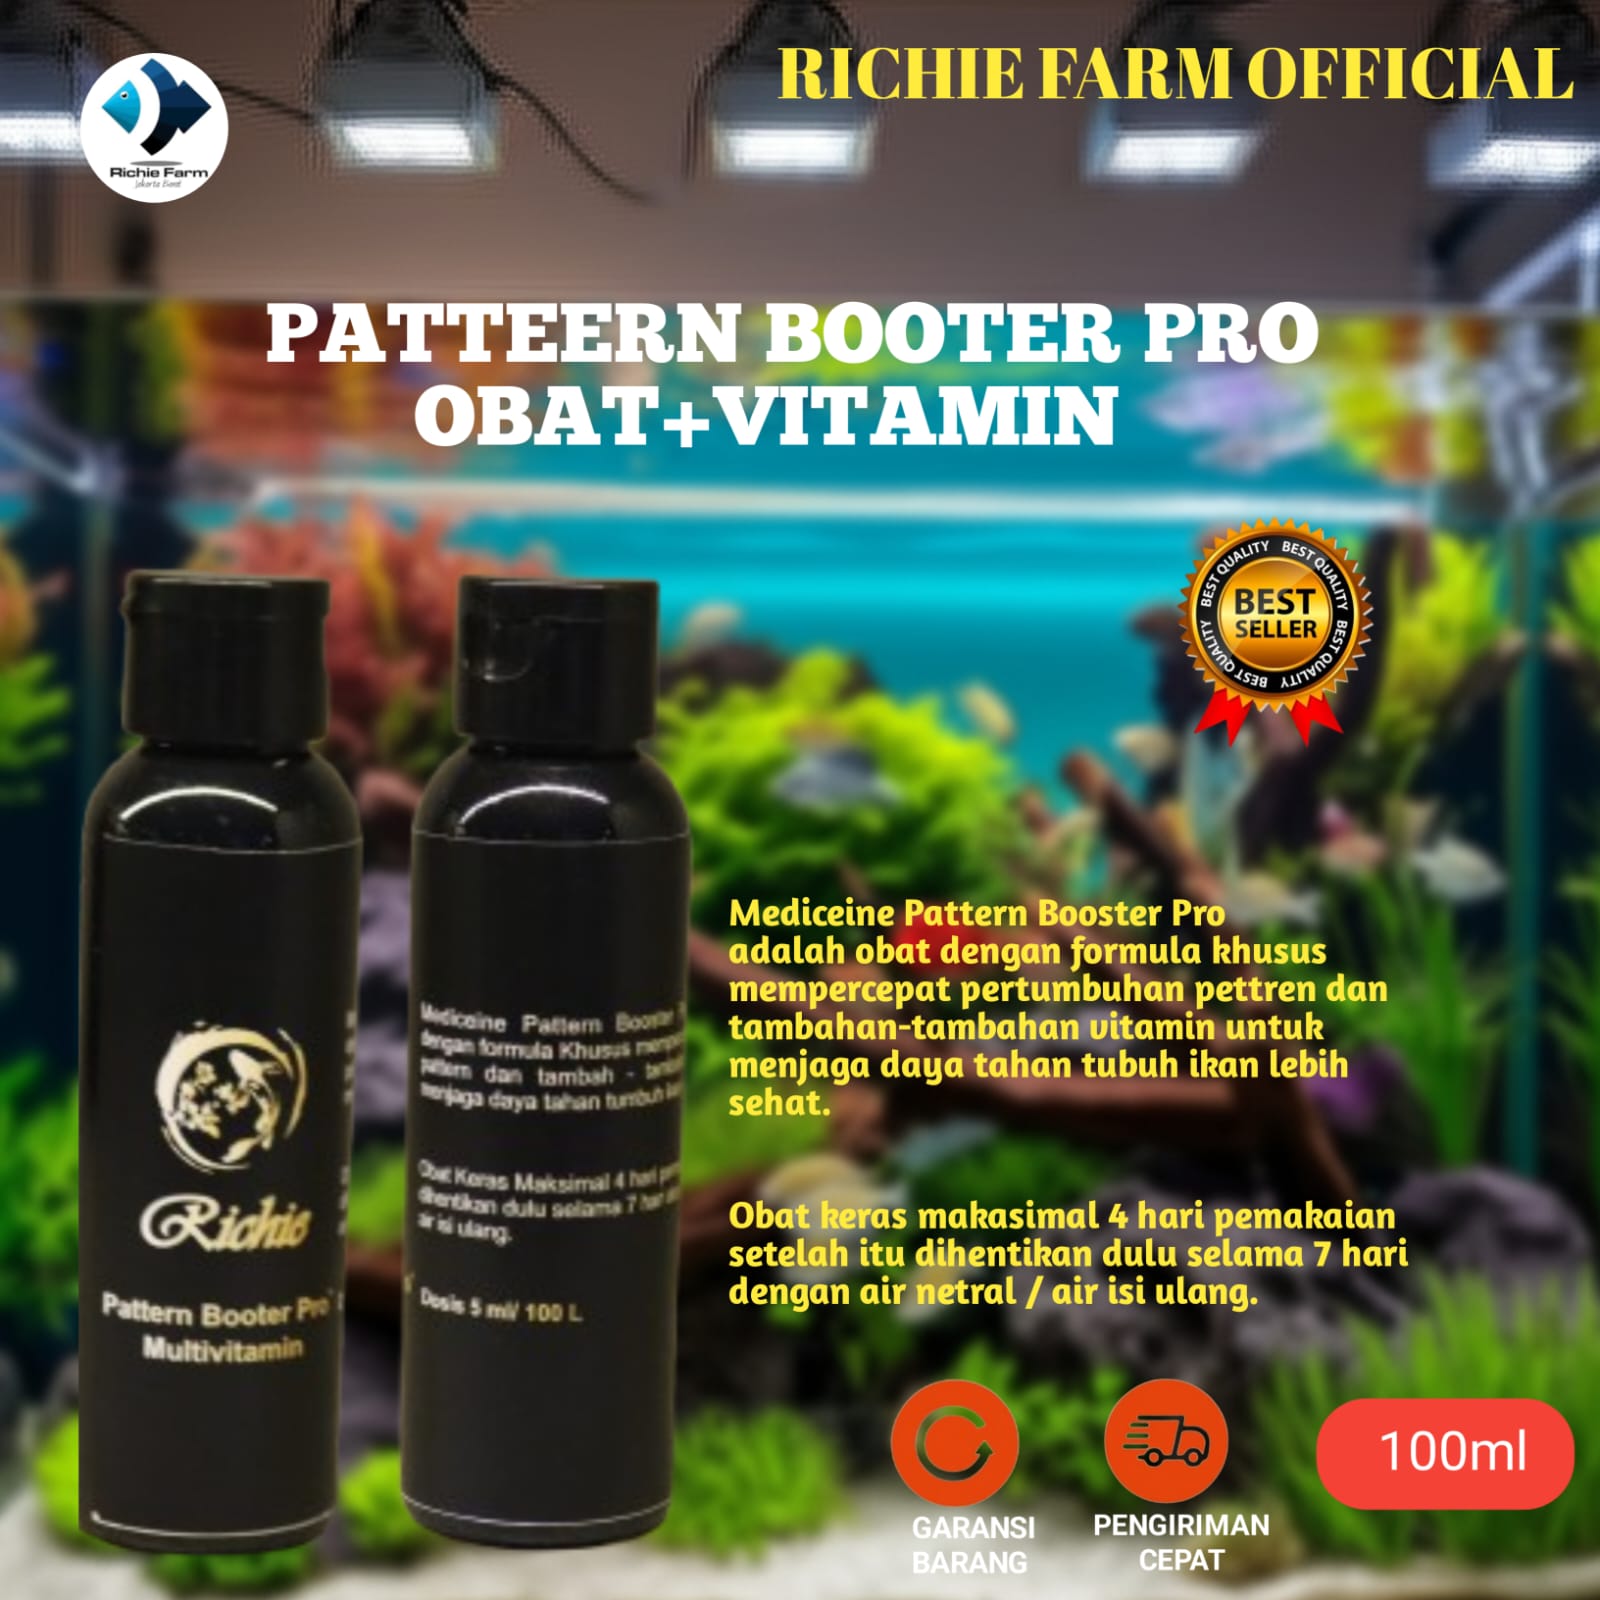 RICHIE FARM OFFICIAL
Richie Farm
Jakarta Barat
PATTEERN BOOTER PRO
OBAT+VITAMIN
BEST QUALITY BEST QUALITY BEST QUALITY BEST QUALITY
BEST
SELLER
Mediceine Pattern Booster Pro
adalah obat dengan formula khusus
mempercepat pertumbuhan pettren dan
tambahan-tambahan vitamin untuk
menjaga daya tahan tubuh ikan lebih
sehat.
Obat keras makasimal 4 hari pemakaian
setelah itu dihentikan dulu selama 7 hari
dengan air netral / air isi ulang.
Richie
Pattern Booter Pro
Multivitamin
Mediceine Pattern Booster
dengan formula Khusus
pattern dan tambah -
menjaga daya tahan tumbuh
Obat Keras Maksimal 4 hari
dihentikan dulu selama 7 hari
air isi ulang.
Dosis 5 ml/ 100 L
GARANSI
BARANG
PENGIRIMAN
CEPAT
100ml